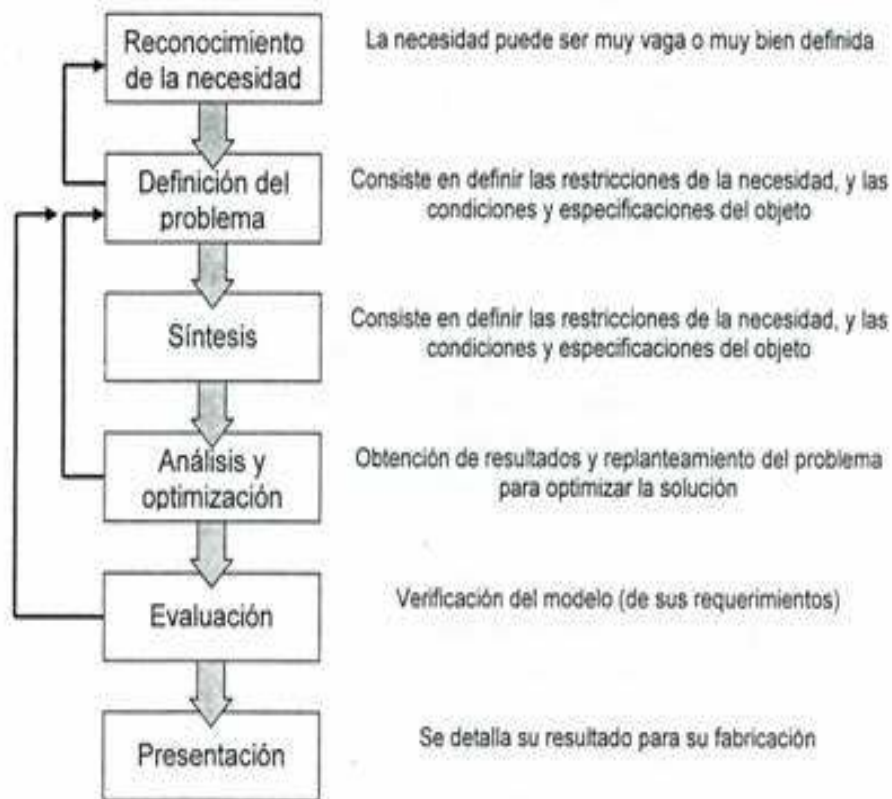 Reconocimiento
de la necesidad
La necesidad puede ser muy vaga o muy bien definida
Definición del
problema
Consiste en definir las restricciones de la necesidad, y las
condiciones y especificaciones del objeto
Síntesis
Consiste en definir las restricciones de la necesidad, y las
condiciones y especificaciones del objeto
Análisis y
optimización
Obtención de resultados y replanteamiento del problema
para optimizar la solución
Evaluación
Verificación del modelo (de sus requerimientos)
Presentación
Se detalla su resultado para su fabricación